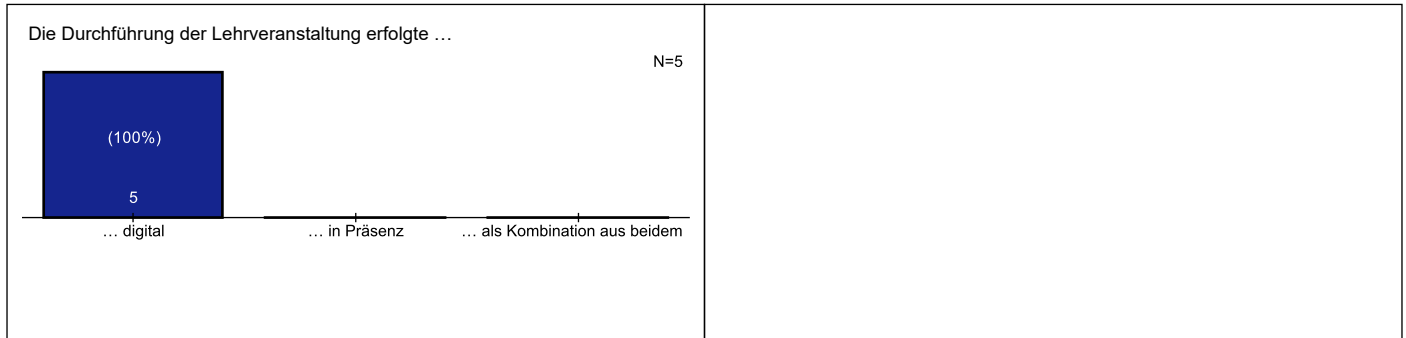 Die Durchführung der Lehrveranstaltung erfolgte …
N=5
(100%)
5
… digital
… in Präsenz
… als Kombination aus beidem